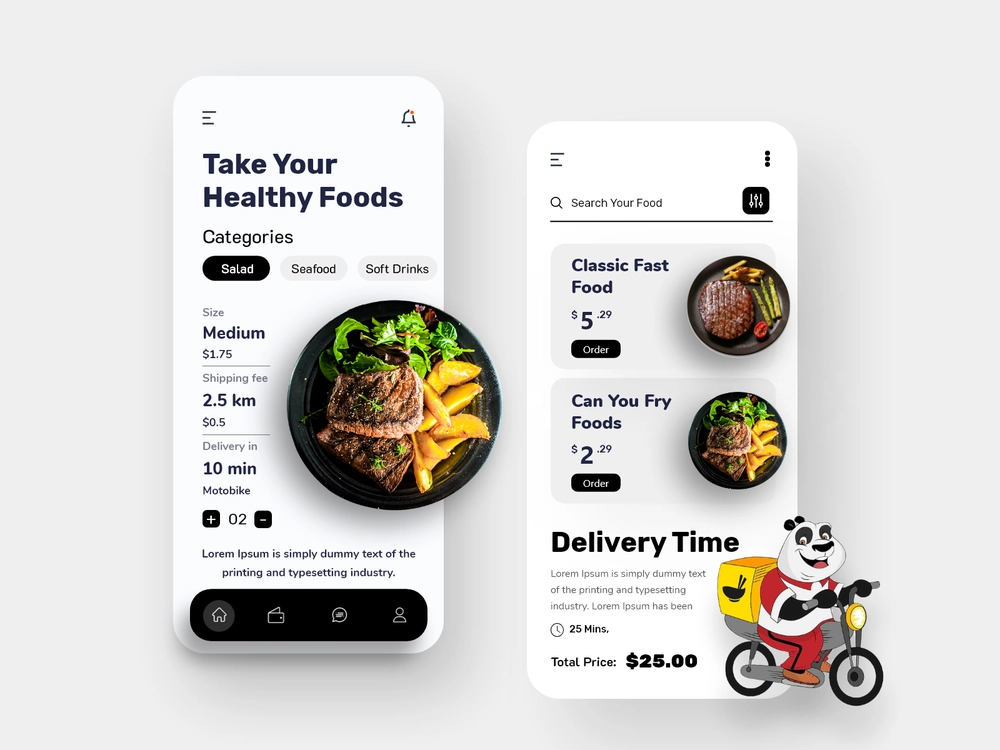 Take Your
Healthy Foods
Categories
Salad
Seafood
Soft Drinks
Size
Medium
$1.75
Shipping fee
2.5 km
$0.5
Delivery in
10 min
Motobike
+ 02 -
Lorem Ipsum is simply dummy text of the
printing and typesetting industry.
Search Your Food
Classic Fast
Food
$ 5 .29
Order
Can You Fry
Foods
$ 2 .29
Order
Delivery Time
Lorem Ipsum is simply dummy text
of the printing and typesetting
industry. Lorem Ipsum has been
25 Mins,
Total Price: $25.00